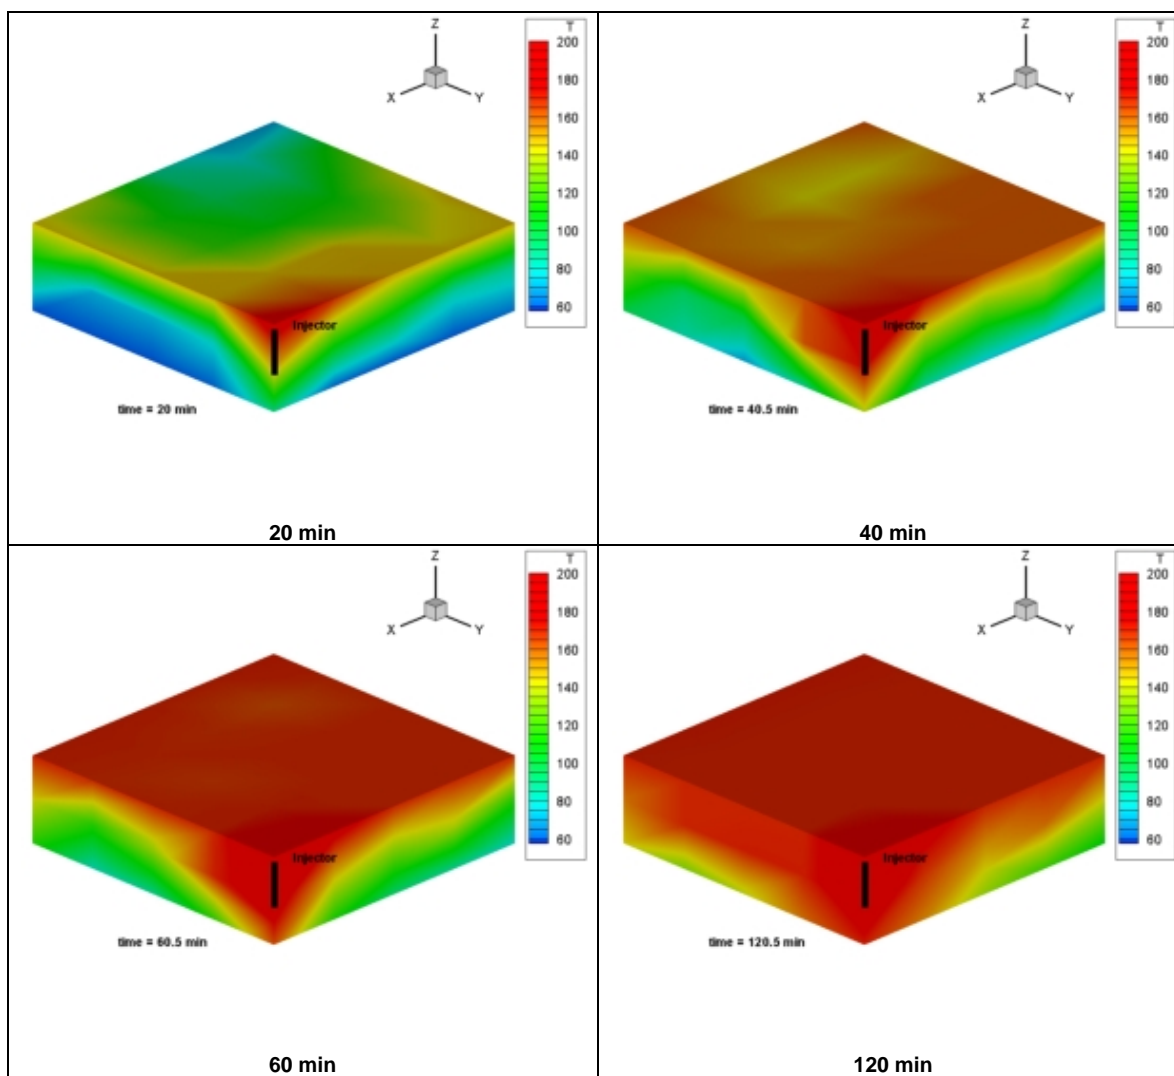 Z
X
Y
T
200
180
160
140
120
100
80
60
Injector
time = 20 min
20 min
Z
X
Y
T
200
180
160
140
120
100
80
60
Injector
time = 40.5 min
40 min
Z
X
Y
T
200
180
160
140
120
100
80
60
Injector
time = 60.5 min
60 min
Z
X
Y
T
200
180
160
140
120
100
80
60
Injector
time = 120.5 min
120 min